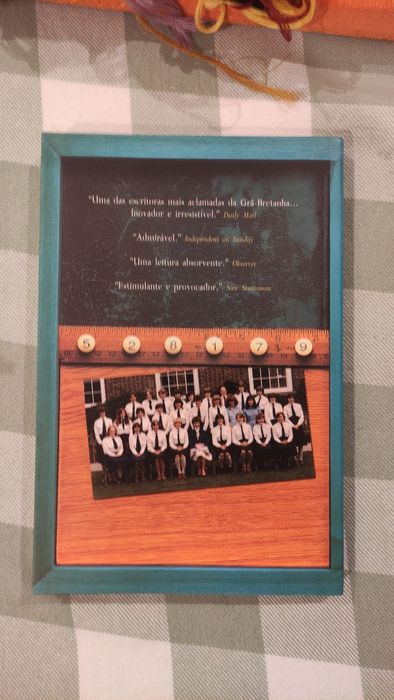 "Uma das escritoras mais aclamadas da Grã-Bretanha...
Inovador e irresistível." Daily Mail
"Admirável." Independent on Sunday
"Uma leitura absorvente." Observer
"Estimulante e provocador." New Statesman
5 2 8 1 7 9